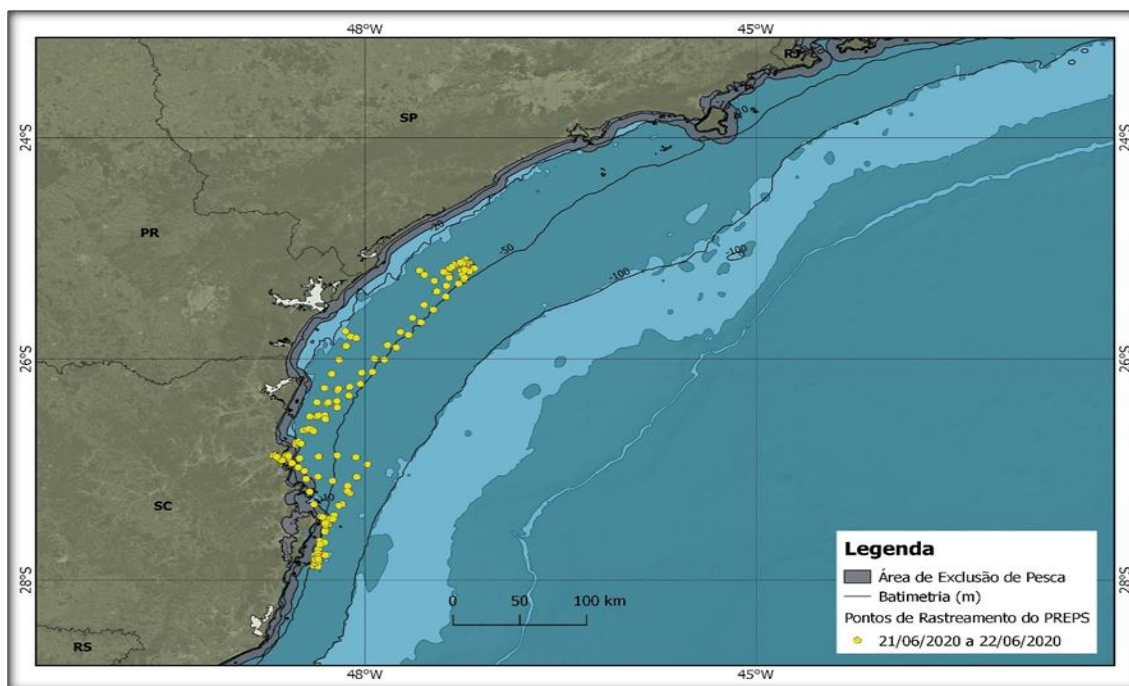 48°W
45°W
RJ
SP
24°S
24°S
-20
PR
-50
-100
-100
26°S
26°S
SC
28°S
28°S
0 50 100 km
RS
48°W
45°W
Legenda
Área de Exclusão de Pesca
Batimetria (m)
Pontos de Rastreamento do PREPS
21/06/2020 a 22/06/2020